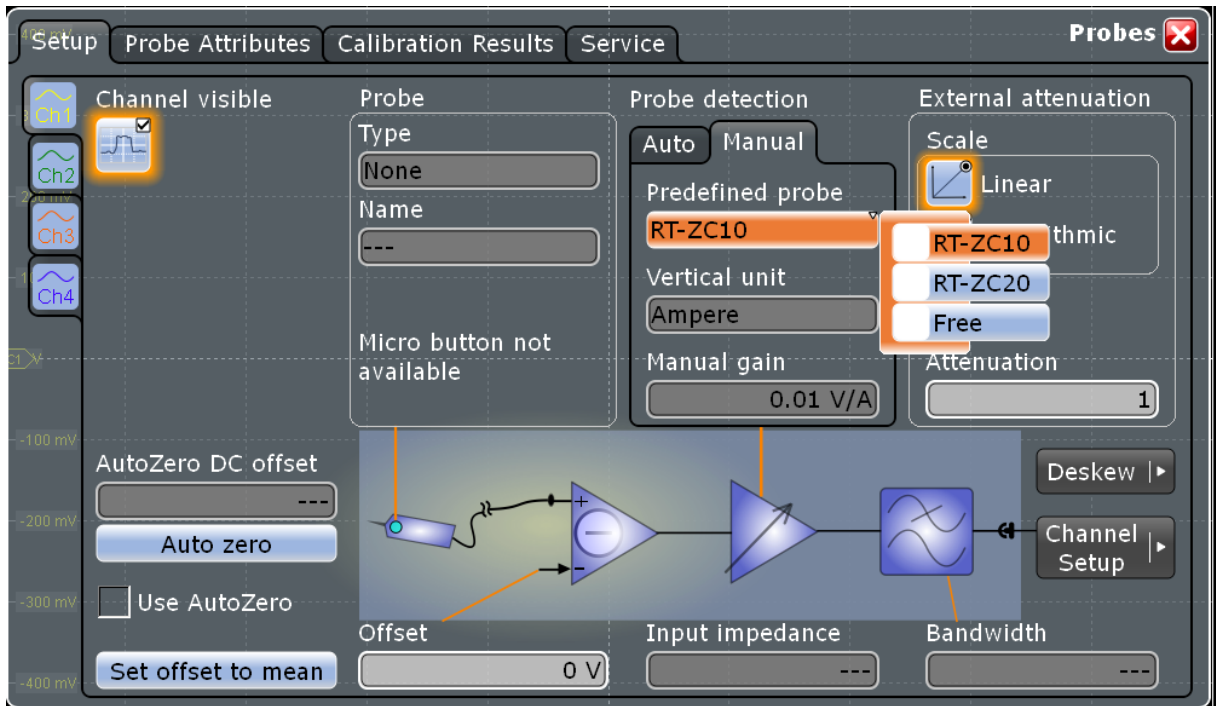 Setup
Probe Attributes
Calibration Results
Service
Probes
Ch1
Ch2
Ch3
Ch4
Channel visible
Probe
Type
None
Name
---
Micro button not
available
Probe detection
Auto
Manual
Predefined probe
RT-ZC10
Vertical unit
Ampere
Manual gain
0.01 V/A
RT-ZC10
RT-ZC20
Free
External attenuation
Scale
Linear
Attenuation
1
AutoZero DC offset
---
Auto zero
Use AutoZero
Set offset to mean
+
-
Deskew
Channel
Setup
Offset
0 V
Input impedance
---
Bandwidth
---
-100 mV
-200 mV
-300 mV
-400 mV